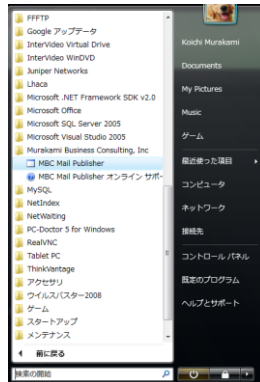 FFFTP
Google アップデータ
InterVideo Virtual Drive
InterVideo WinDVD
Juniper Networks
Lhaca
Microsoft .NET Framework SDK v2.0
Microsoft Office
Microsoft SQL Server 2005
Microsoft Visual Studio 2005
Murakami Business Consulting, Inc
MBC Mail Publisher
MBC Mail Publisher オンライン サポー
MySQL
NetIndex
NetWaiting
PC-Doctor 5 for Windows
RealVNC
Tablet PC
ThinkVantage
アクセサリ
ウイルスバスター2008
ゲーム
スタートアップ
メンテナンス
前に戻る
検索の開始
Koichi Murakami
Documents
My Pictures
Music
ゲーム
最近使った項目
コンピュータ
ネットワーク
接続先
コントロール パネル
既定のプログラム
ヘルプとサポート